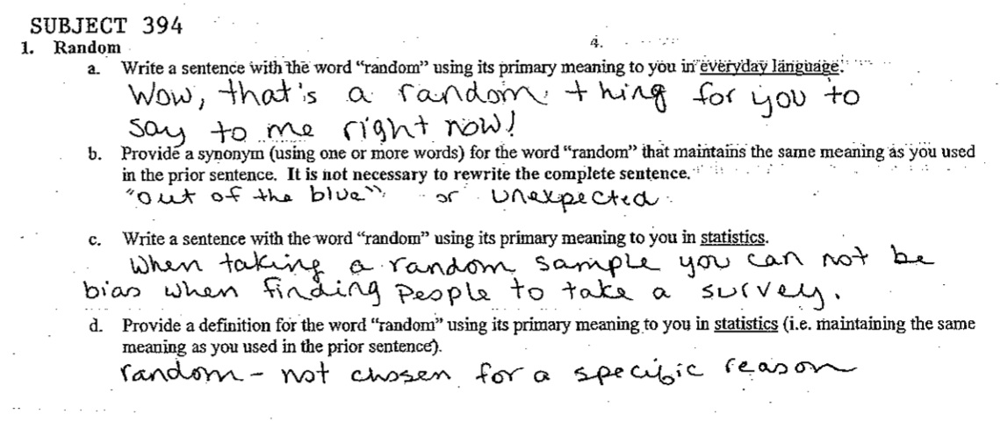 SUBJECT 394
1. Random
4.
a. Write a sentence with the word “random” using its primary meaning to you in everyday language.
Wow, that's a random thing for you to
say to me right now!
b. Provide a synonym (using one or more words) for the word “random” that maintains the same meaning as you used
in the prior sentence. It is not necessary to rewrite the complete sentence.
"Out of the blue" or unexpected
c. Write a sentence with the word “random” using its primary meaning to you in statistics.
When taking a random sample you can not be
bias when finding people to take a survey.
d. Provide a definition for the word “random” using its primary meaning to you in statistics (i.e. maintaining the same
meaning as you used in the prior sentence).
random - not chosen for a specific reason